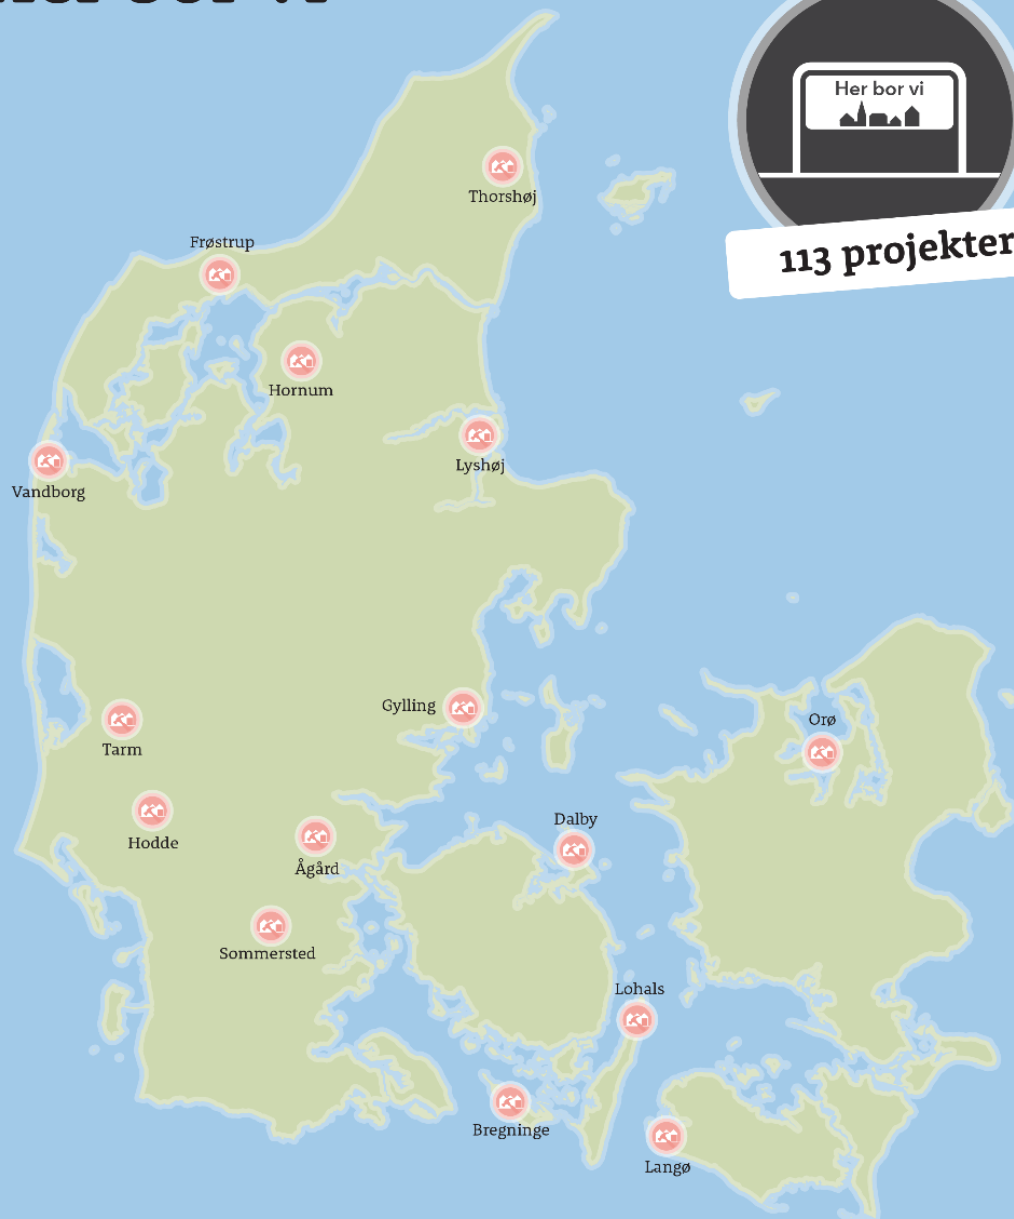 Her bor vi
113 projekter
Thorshøj
Frøstrup
Hornum
Lyshøj
Vandborg
Gylling
Orø
Tarm
Dalby
Hodde
Ågård
Sommersted
Lohals
Bregninge
Langø